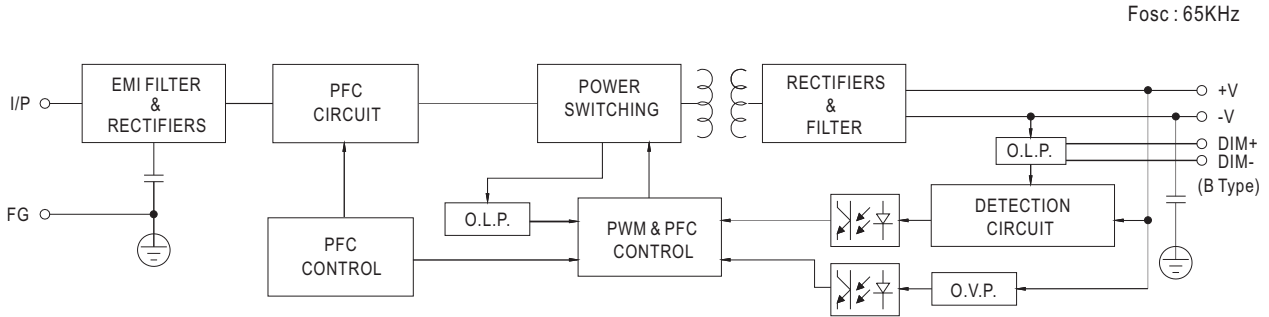 Fosc : 65KHz
I/P
EMI FILTER
&
RECTIFIERS
PFC
CIRCUIT
POWER
SWITCHING
RECTIFIERS
&
FILTER
+V
-V
DIM+
DIM-
(B Type)
O.L.P.
FG
PFC
CONTROL
O.L.P.
PWM & PFC
CONTROL
DETECTION
CIRCUIT
O.V.P.